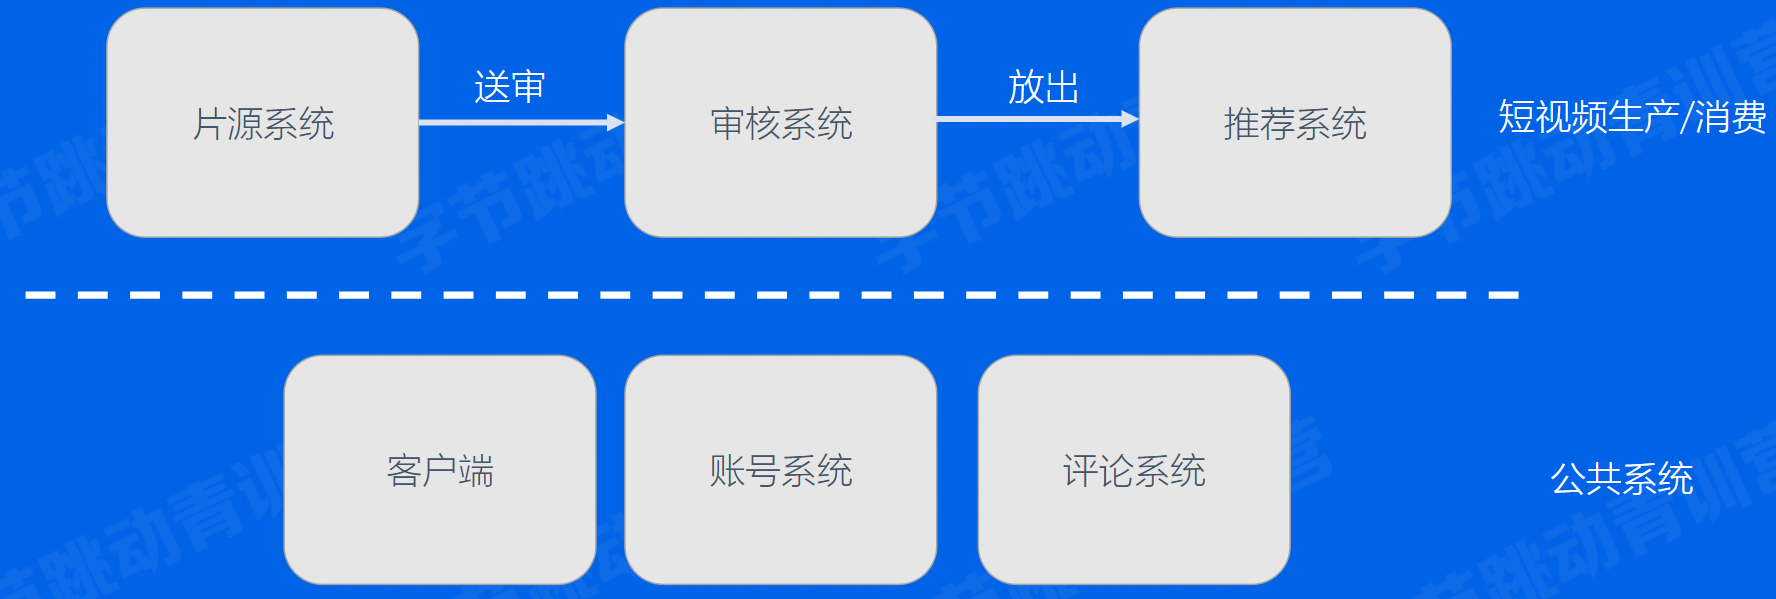 片源系统
送审
审核系统
放出
推荐系统
短视频生产/消费
客户端
账号系统
评论系统
公共系统
字节跳动青训营